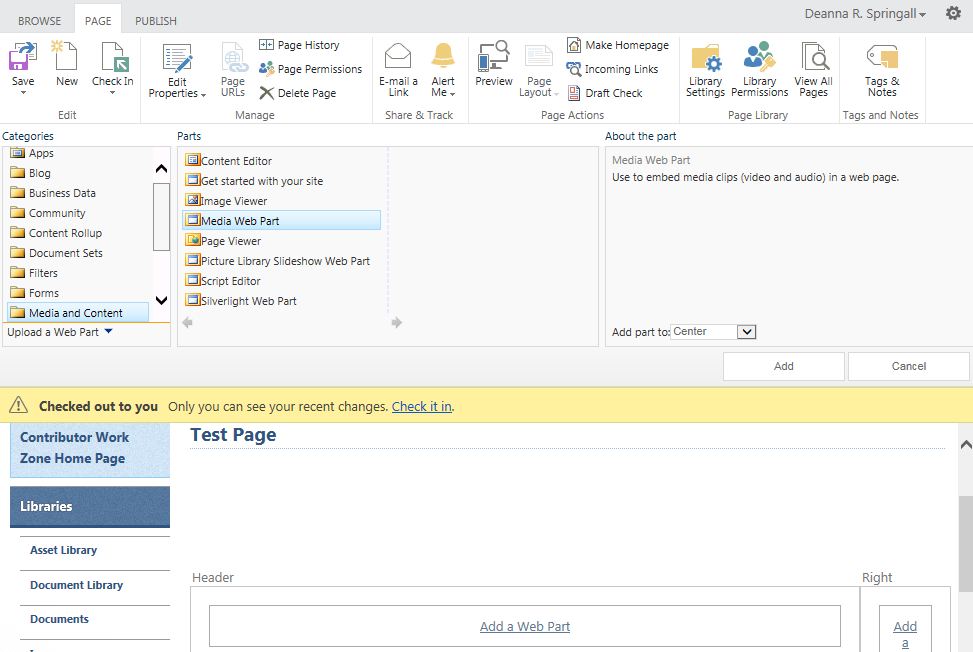 BROWSE PAGE PUBLISH Deanna R. Springall
Save
New
Check In
Edit
Edit
Properties
Page
URLs
Page History
Page Permissions
Delete Page
Manage
E-mail a
Link
Alert
Me
Share & Track
Preview
Page
Layout
Make Homepage
Incoming Links
Draft Check
Page Actions
Library
Settings
Library
Permissions
View All
Pages
Page Library
Tags &
Notes
Tags and Notes
Categories
Apps
Blog
Business Data
Community
Content Rollup
Document Sets
Filters
Forms
Media and Content
Upload a Web Part
Parts
Content Editor
Get started with your site
Image Viewer
Media Web Part
Page Viewer
Picture Library Slideshow Web Part
Script Editor
Silverlight Web Part
About the part
Media Web Part
Use to embed media clips (video and audio) in a web page.
Add part to: Center
Add Cancel
Checked out to you Only you can see your recent changes. Check it in.
Contributor Work
Zone Home Page
Libraries
Asset Library
Document Library
Documents
Test Page
Header
Add a Web Part
Right
Add
a